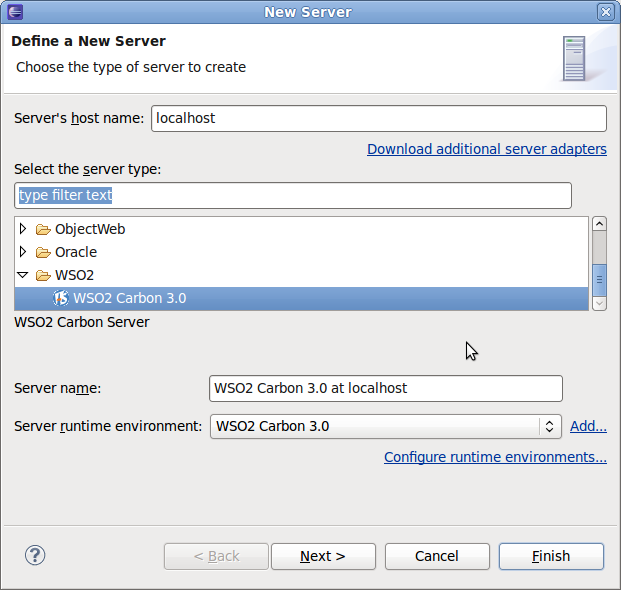 New Server
Define a New Server
Choose the type of server to create
Server's host name: localhost
Download additional server adapters
Select the server type:
type filter text
ObjectWeb
Oracle
WSO2
WSO2 Carbon 3.0
WSO2 Carbon Server
Server name: WSO2 Carbon 3.0 at localhost
Server runtime environment: WSO2 Carbon 3.0 Add...
Configure runtime environments...
? < Back Next > Cancel Finish